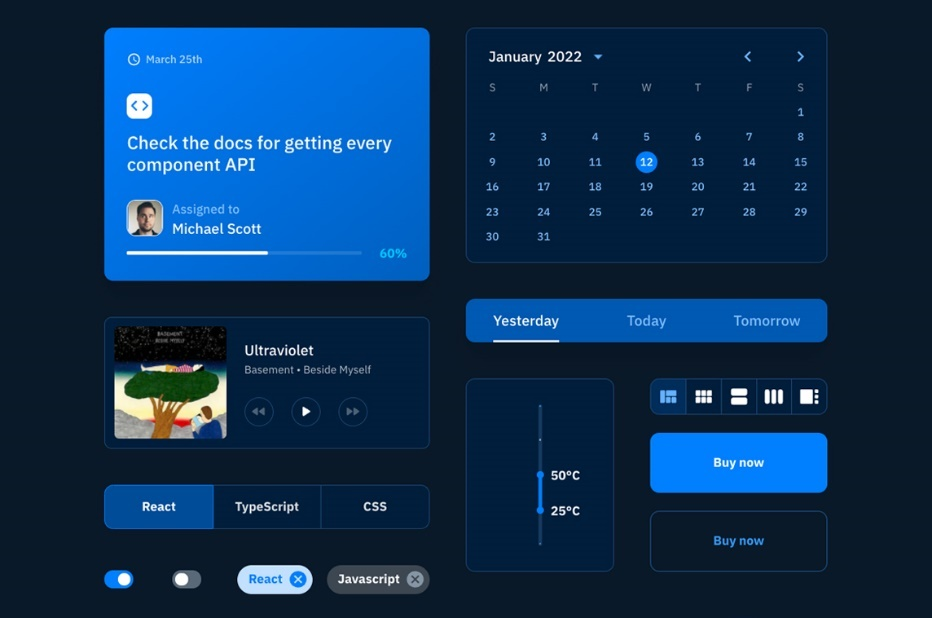 March 25th
Check the docs for getting every
component API
Assigned to
Michael Scott
60%
January 2022
S M T W T F S
1
2 3 4 5 6 7 8
9 10 11 12 13 14 15
16 17 18 19 20 21 22
23 24 25 26 27 28 29
30 31
BASEMENT
BESIDE MYSELF
Ultraviolet
Basement • Beside Myself
Yesterday Today Tomorrow
50°C
25°C
Buy now
Buy now
React TypeScript CSS
React Javascript